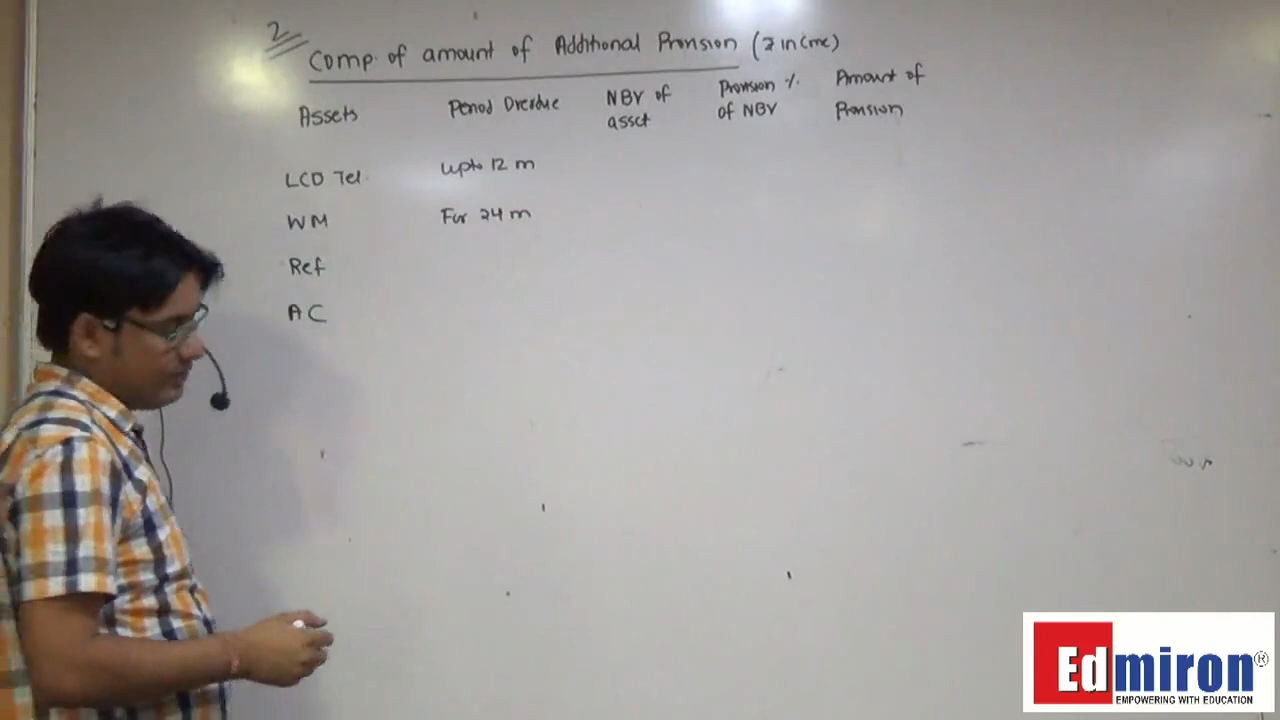 2
Comp. of amount of Additional Provision (₹ in Cme)
Assets Period Overdue NBV of asset Provision % of NBV Amount of Provision
LCD Tel. upto 12 m
WM For 24 m
Ref
AC
Edmiron®
EMPOWERING WITH EDUCATION